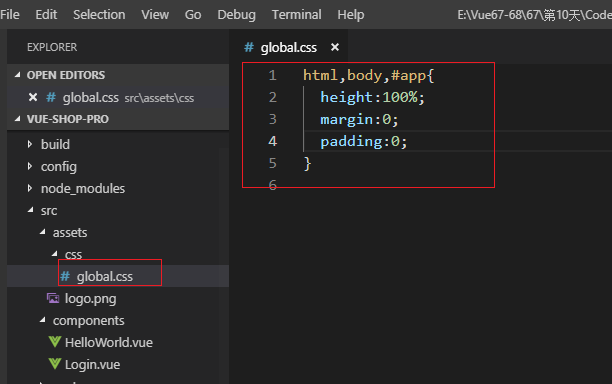 File Edit Selection View Go Debug Terminal Help E:\Vue67-68\67\第10天\Code
EXPLORER
global.css ×
OPEN EDITORS
× # global.css src\assets\css
VUE-SHOP-PRO
build
config
node_modules
src
assets
css
# global.css
logo.png
components
HelloWorld.vue
Login.vue
1 html,body,#app{
2 height:100%;
3 margin:0;
4 padding:0;
5 }
6